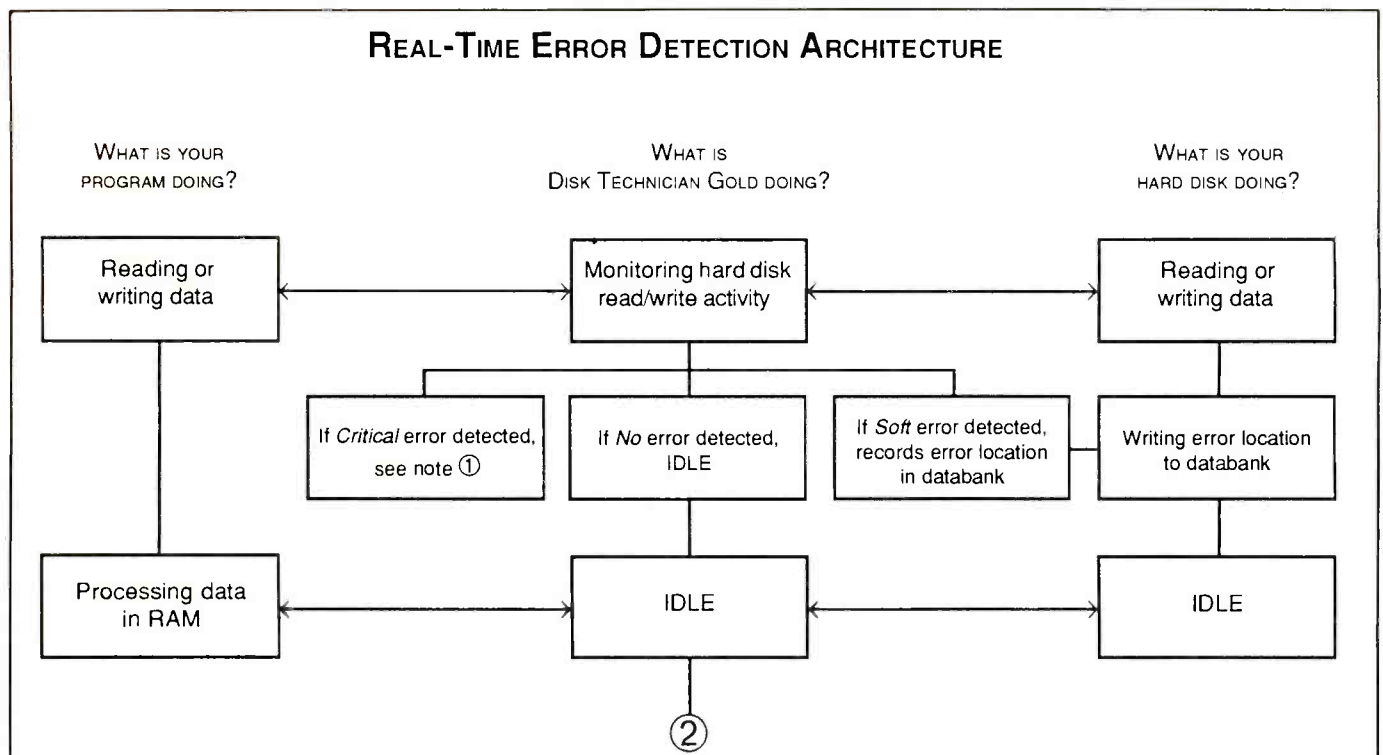 REAL-TIME ERROR DETECTION ARCHITECTURE
WHAT IS YOUR
PROGRAM DOING?
WHAT IS
DISK TECHNICIAN GOLD DOING?
WHAT IS YOUR
HARD DISK DOING?
Reading or
writing data
Monitoring hard disk
read/write activity
Reading or
writing data
If Critical error detected,
see note ①
If No error detected,
IDLE
If Soft error detected,
records error location
in databank
Writing error location
to databank
Processing data
in RAM
IDLE
IDLE
②